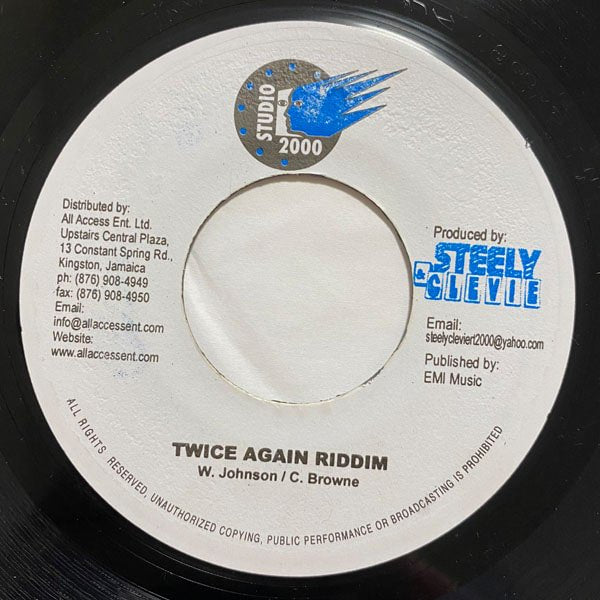 STUDIO
2000
Distributed by:
All Access Ent. Ltd.
Upstairs Central Plaza,
13 Constant Spring Rd.,
Kingston, Jamaica
ph: (876) 908-4949
fax: (876) 908-4950
Email:
info@allaccessent.com
Website:
www.allaccessent.com
Produced by:
STEELY
& CLEVIE
Email:
steelycleviert2000@yahoo.com
Published by:
EMI Music
TWICE AGAIN RIDDIM
W. Johnson / C. Browne
ALL RIGHTS RESERVED, UNAUTHORIZED COPYING, PUBLIC PERFORMANCE OR BROADCASTING IS PROHIBITED